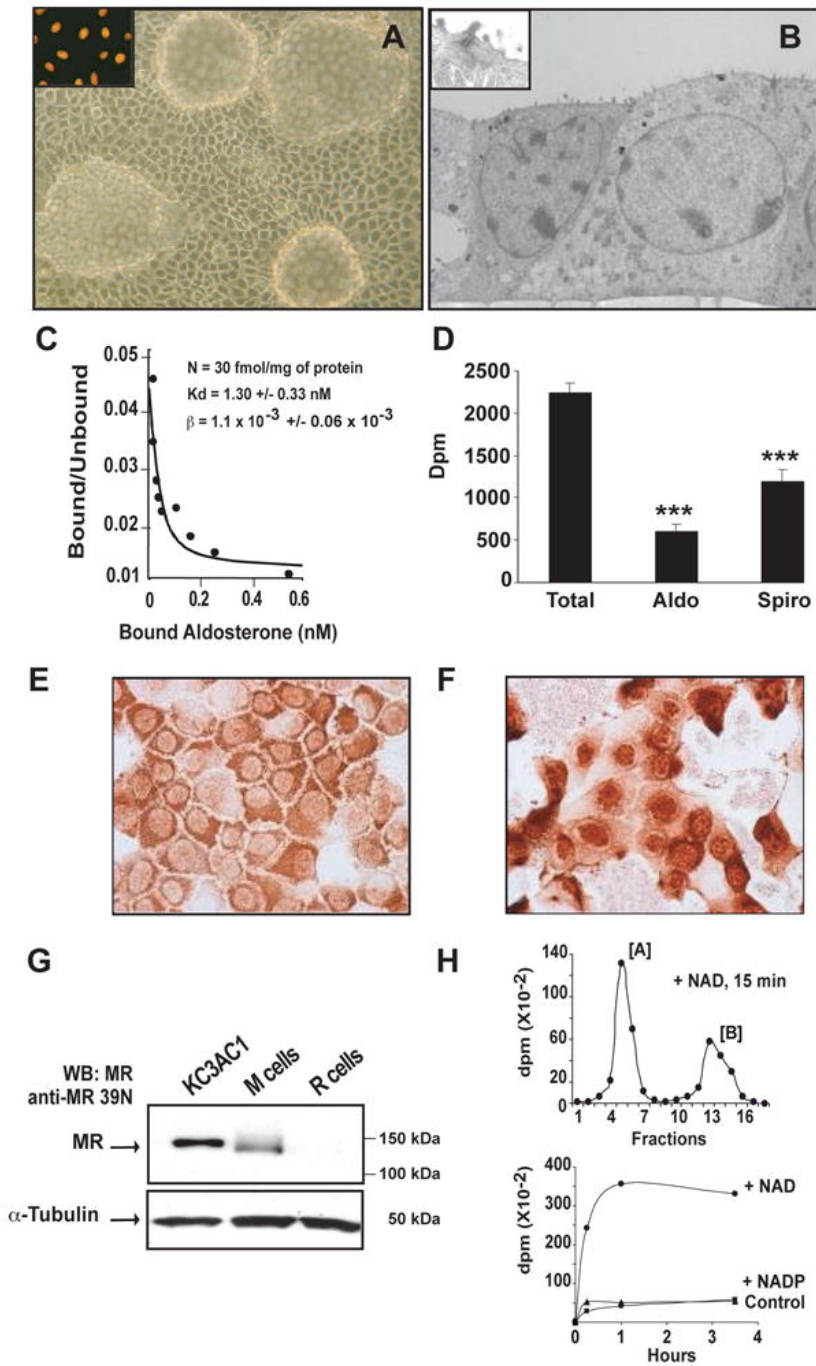 A
B
C
0.05
0.04
0.03
0.02
0.01
0
0.2
0.4
0.6
Bound/Unbound
Bound Aldosterone (nM)
N = 30 fmol/mg of protein
Kd = 1.30 +/- 0.33 nM
β = 1.1 x 10-3 +/- 0.06 x 10-3
D
2500
2000
1500
1000
500
0
Dpm
***
***
Total
Aldo
Spiro
E
F
G
KC3AC1
M cells
R cells
WB: MR
anti-MR 39N
MR
150 kDa
100 kDa
α-Tubulin
50 kDa
H
140
100
80
60
40
20
0
dpm (X10-2)
[A]
+ NAD, 15 min
[B]
1
4
7
10
13
16
Fractions
400
300
200
100
0
dpm (X10-2)
+ NAD
+ NADP
Control
0
1
2
3
4
Hours